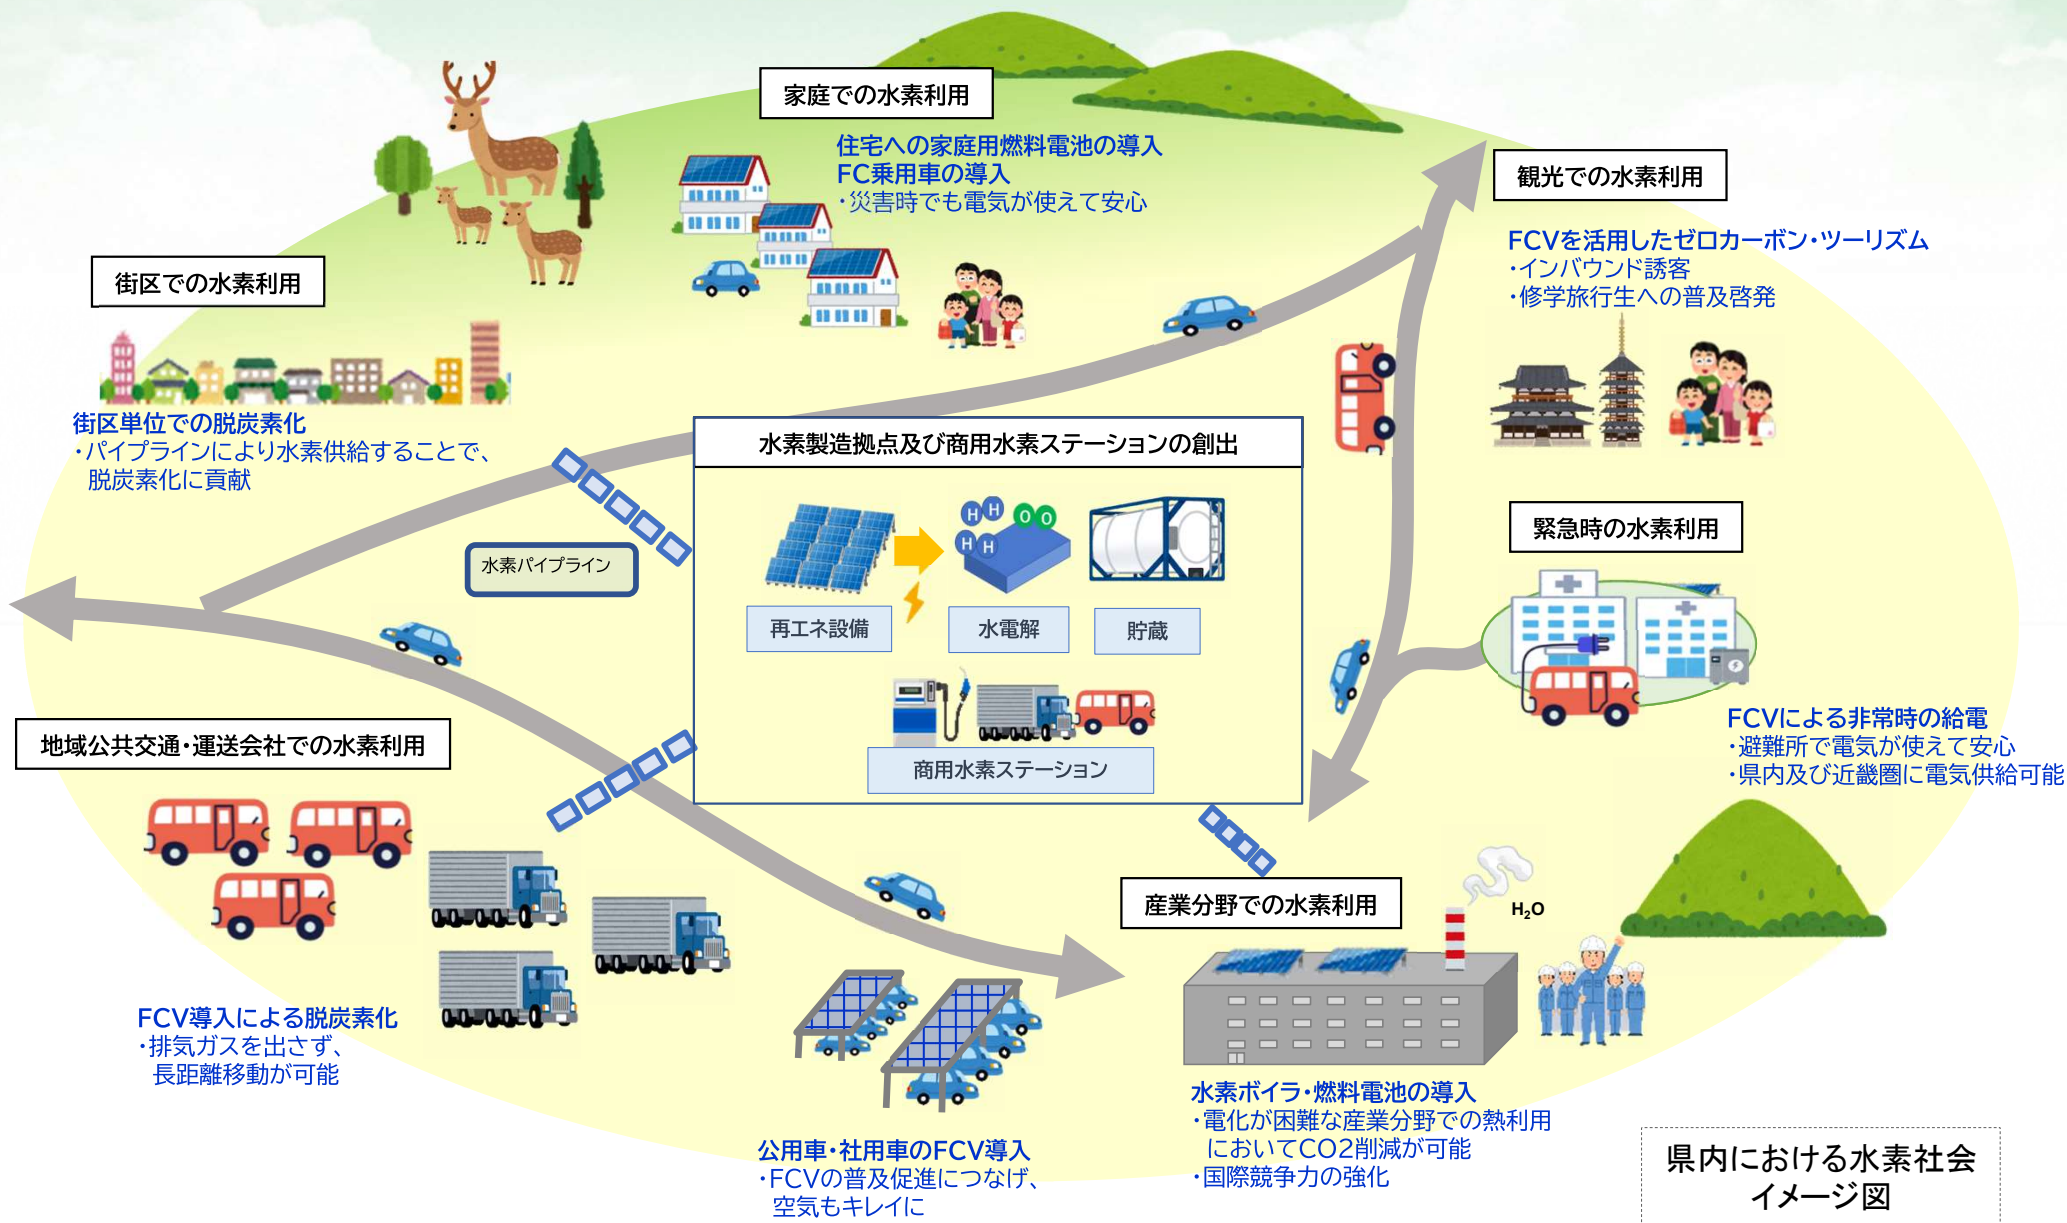 家庭での水素利用
住宅への家庭用燃料電池の導入
FC乗用車の導入
・災害時でも電気が使えて安心
観光での水素利用
FCVを活用したゼロカーボン・ツーリズム
・インバウンド誘客
・修学旅行生への普及啓発
街区での水素利用
街区単位での脱炭素化
・パイプラインにより水素供給することで、
脱炭素化に貢献
水素製造拠点及び商用水素ステーションの創出
H H O O
H H
再エネ設備
水電解
貯蔵
商用水素ステーション
水素パイプライン
緊急時の水素利用
FCVによる非常時の給電
・避難所で電気が使えて安心
・県内及び近畿圏に電気供給可能
地域公共交通・運送会社での水素利用
FCV導入による脱炭素化
・排気ガスを出さず、
長距離移動が可能
公用車・社用車のFCV導入
・FCVの普及促進につなげ、
空気もキレイに
産業分野での水素利用
H₂O
水素ボイラ・燃料電池の導入
・電化が困難な産業分野での熱利用
においてCO2削減が可能
・国際競争力の強化
県内における水素社会
イメージ図